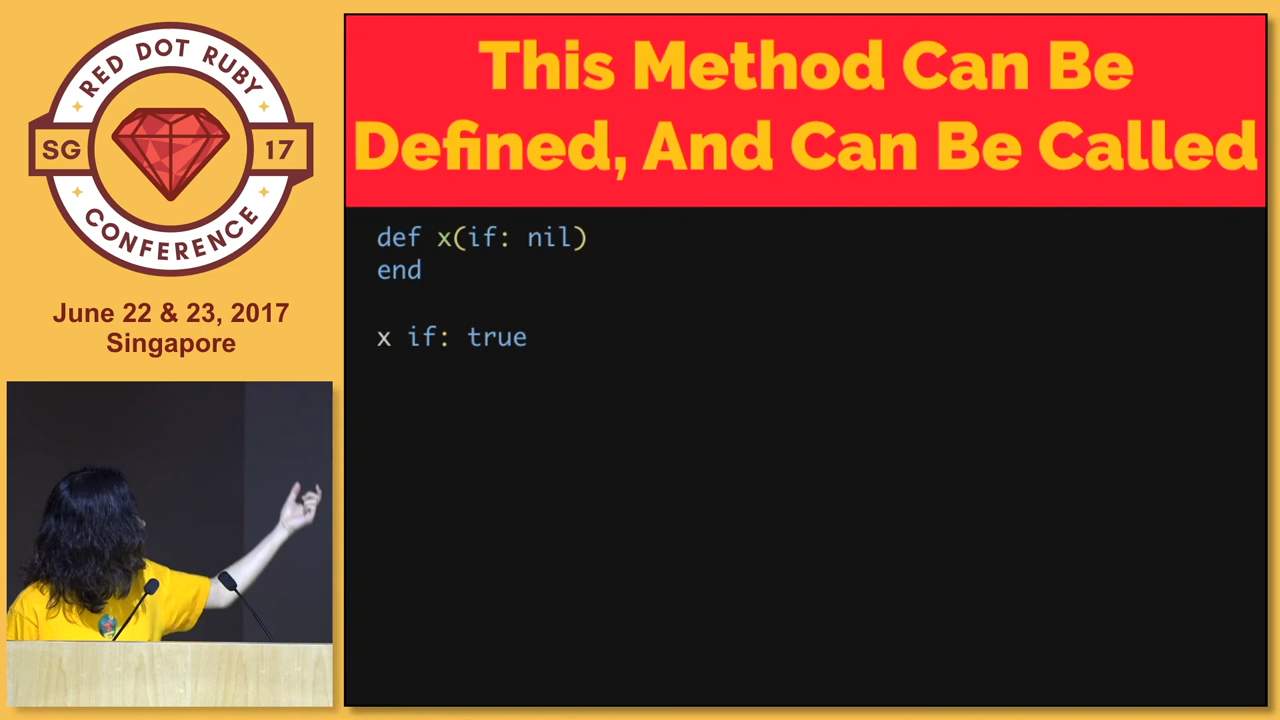 RED DOT RUBY
SG 17
CONFERENCE
June 22 & 23, 2017
Singapore
This Method Can Be
Defined, And Can Be Called
def x(if: nil)
end
x if: true